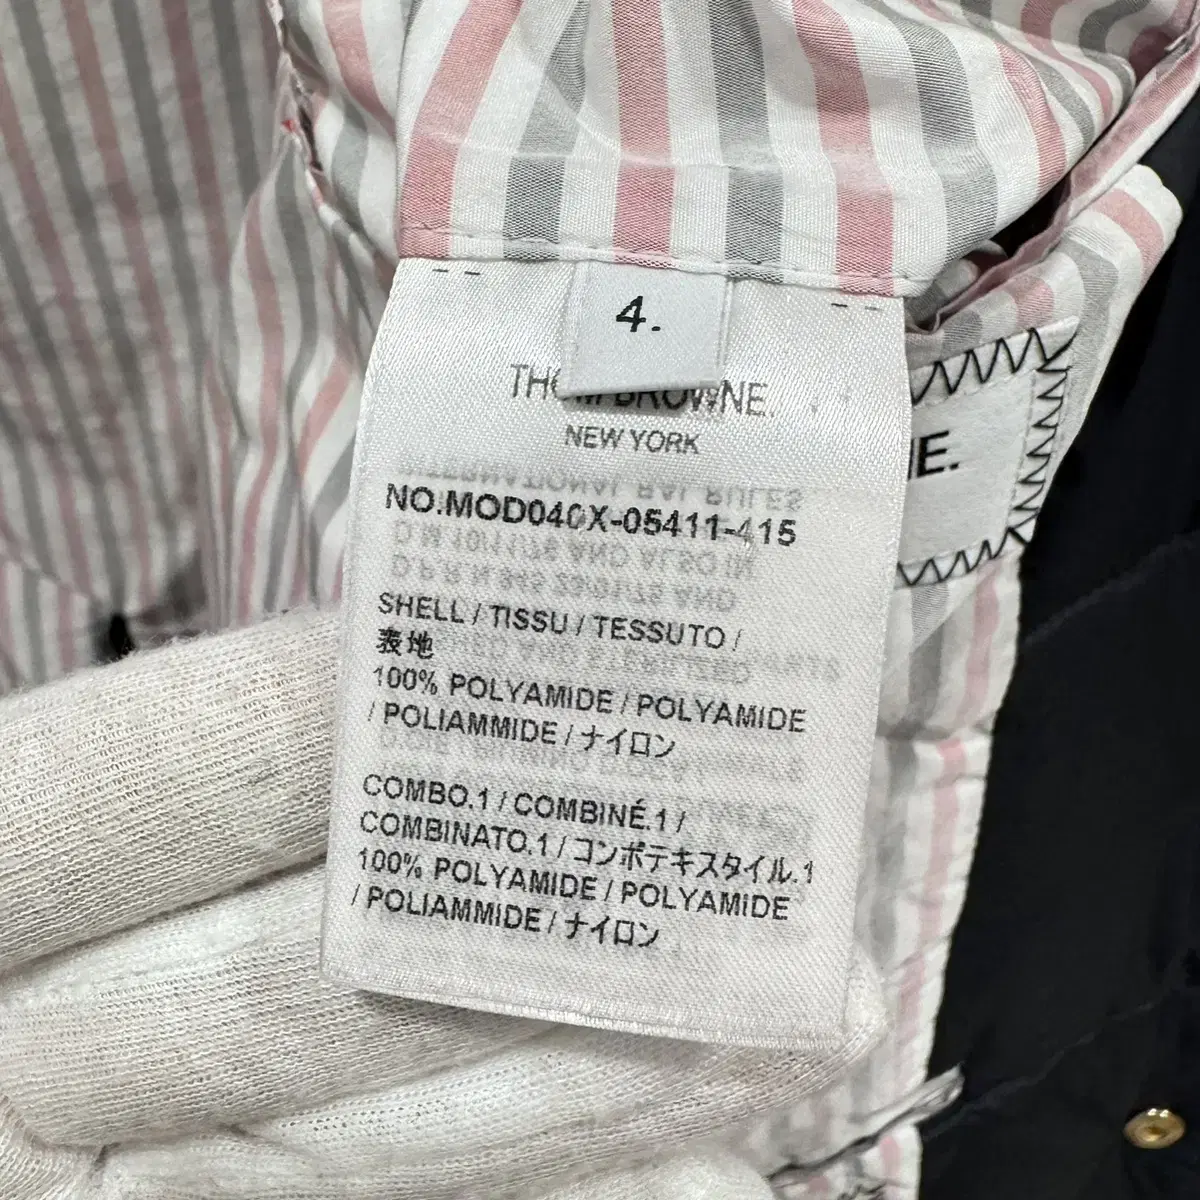 4.
THOM BROWNE.
NEW YORK
NO.MOD040X-05411-415
SHELL / TISSU / TESSUTO /
表地
100% POLYAMIDE / POLYAMIDE
/ POLIAMMIDE / ナイロン
COMBO.1 / COMBINÉ.1 /
COMBINATO.1 / コンポテキスタイル.1
100% POLYAMIDE / POLYAMIDE
/ POLIAMMIDE / ナイロン
NE.